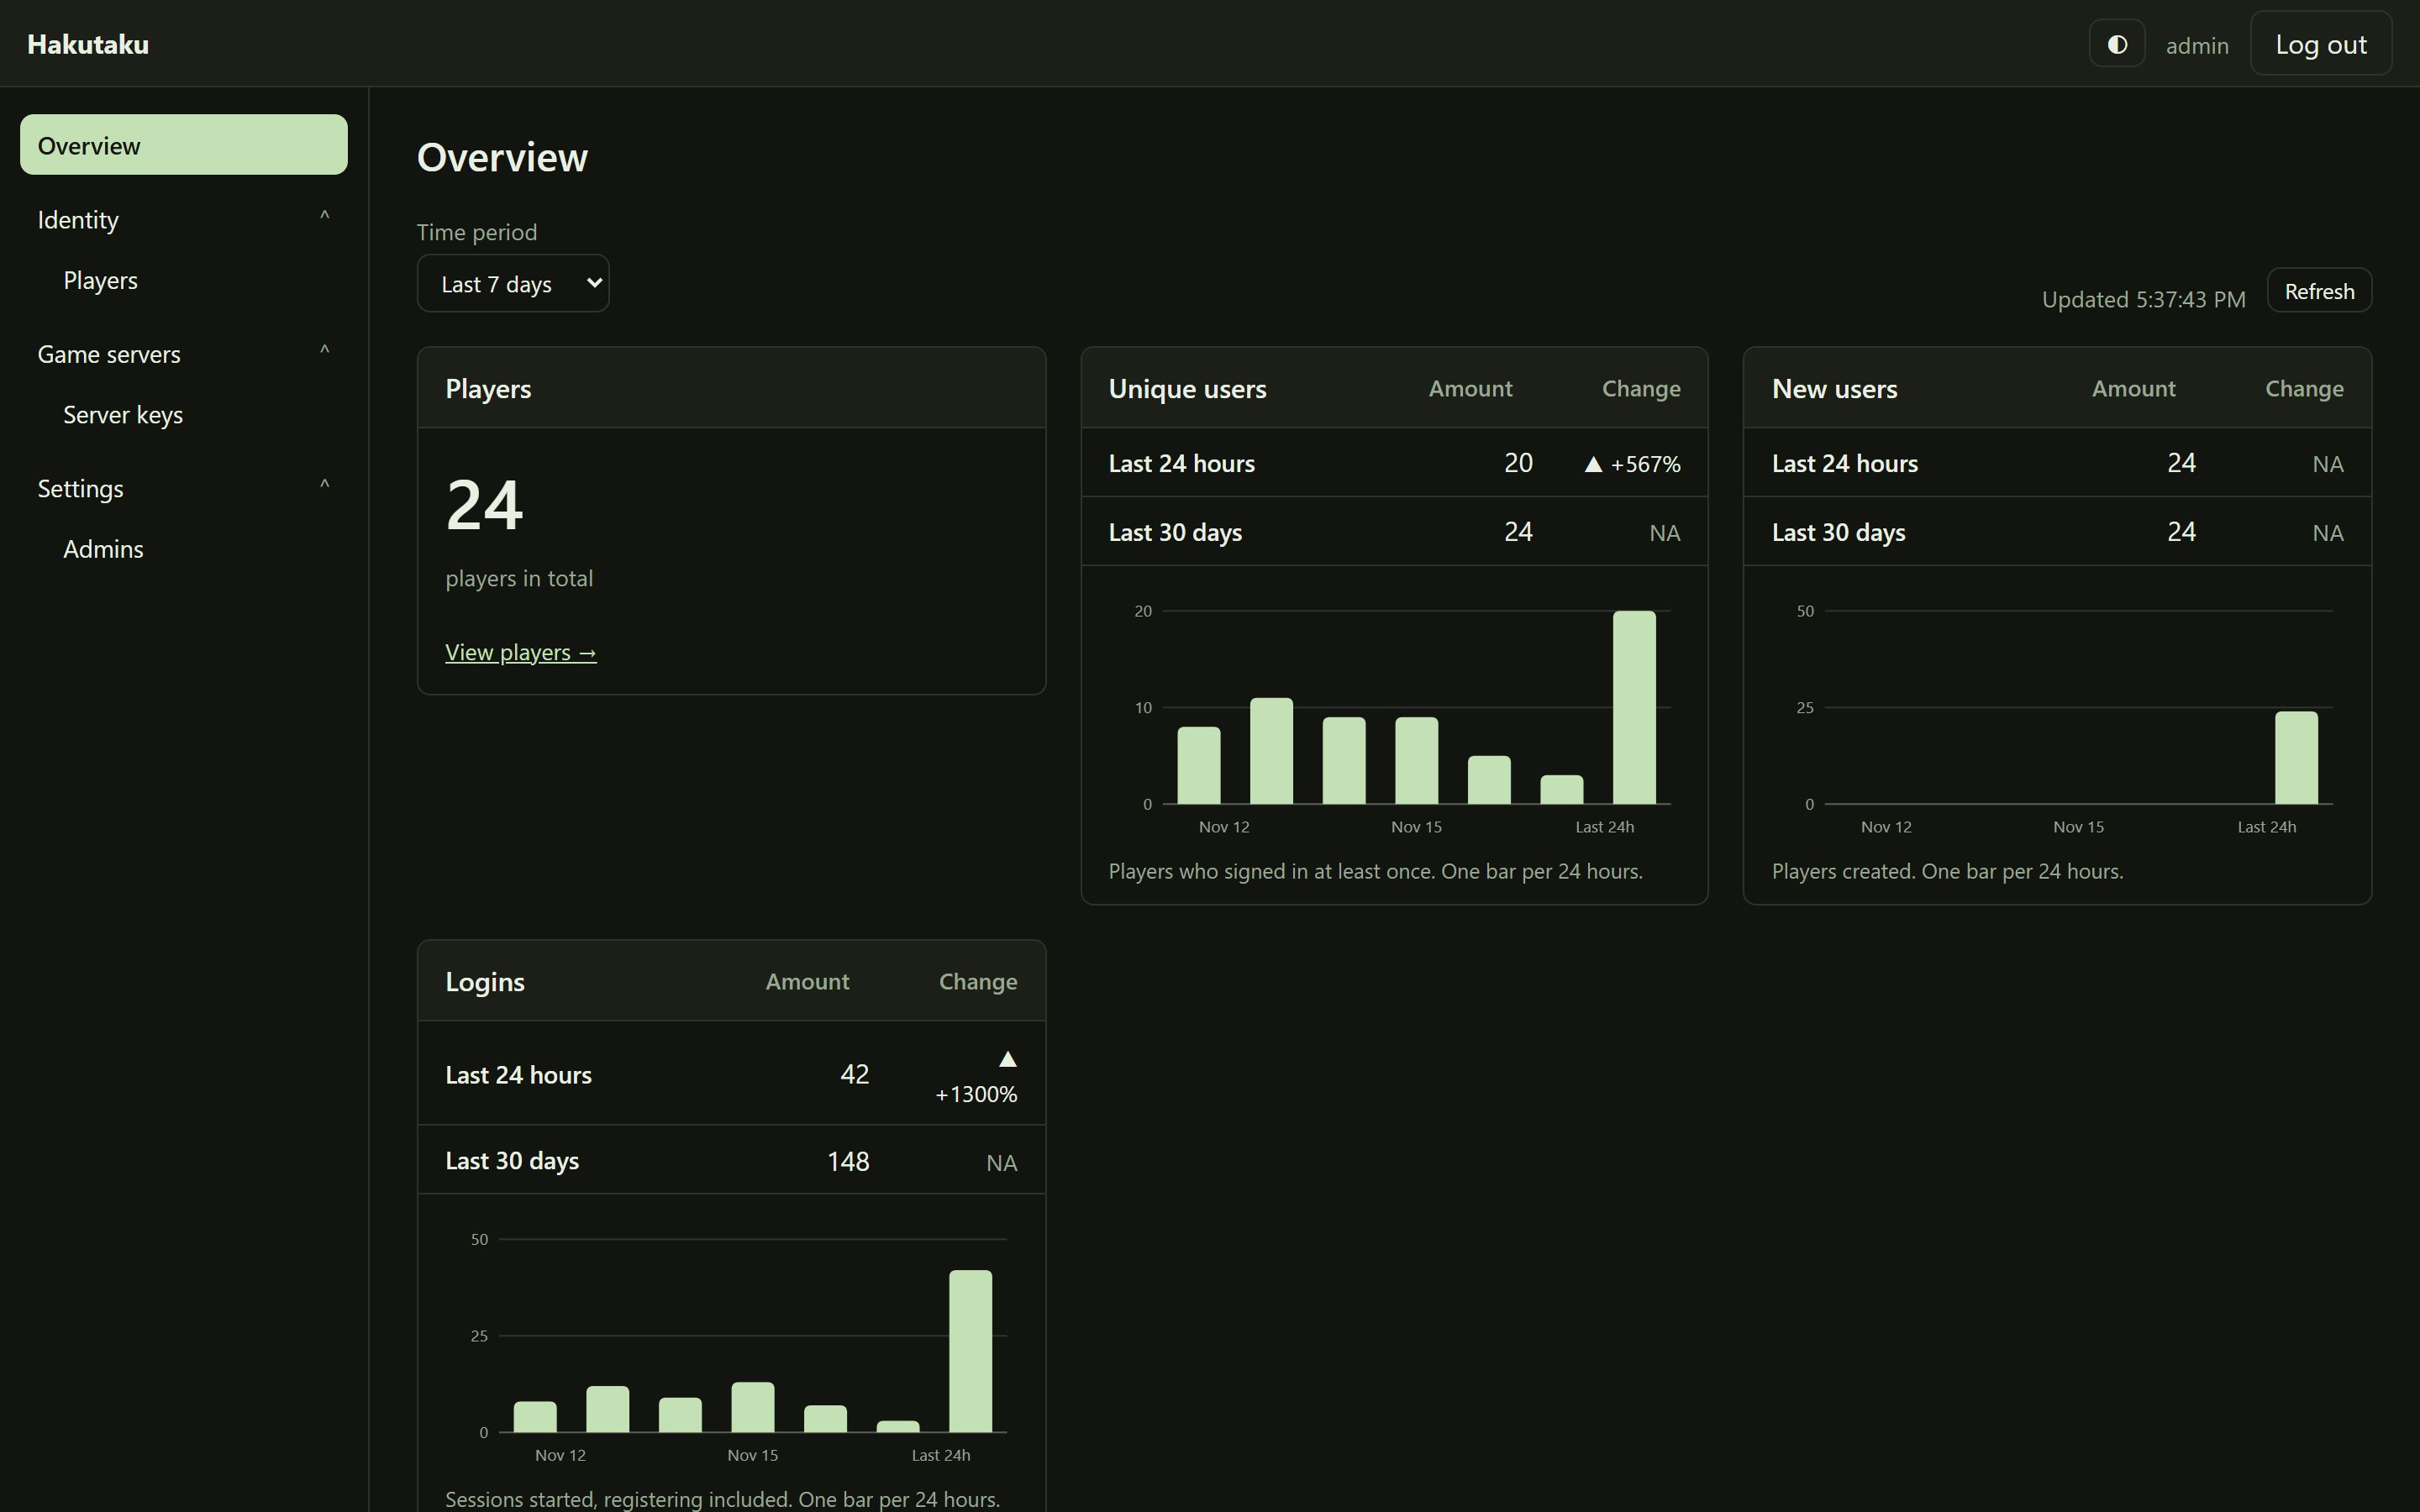 Hakutaku
◐ admin Log out
Overview
Identity ^
Players
Game servers ^
Server keys
Settings ^
Admins
Overview
Time period
Last 7 days
Updated 5:37:43 PM Refresh
Players
24
players in total
View players →
Unique users Amount Change
Last 24 hours 20 ▲ +567%
Last 30 days 24 NA
20
10
0
Nov 12 Nov 15 Last 24h
Players who signed in at least once. One bar per 24 hours.
New users Amount Change
Last 24 hours 24 NA
Last 30 days 24 NA
50
25
0
Nov 12 Nov 15 Last 24h
Players created. One bar per 24 hours.
Logins Amount Change
Last 24 hours 42 ▲
+1300%
Last 30 days 148 NA
50
25
0
Nov 12 Nov 15 Last 24h
Sessions started, registering included. One bar per 24 hours.